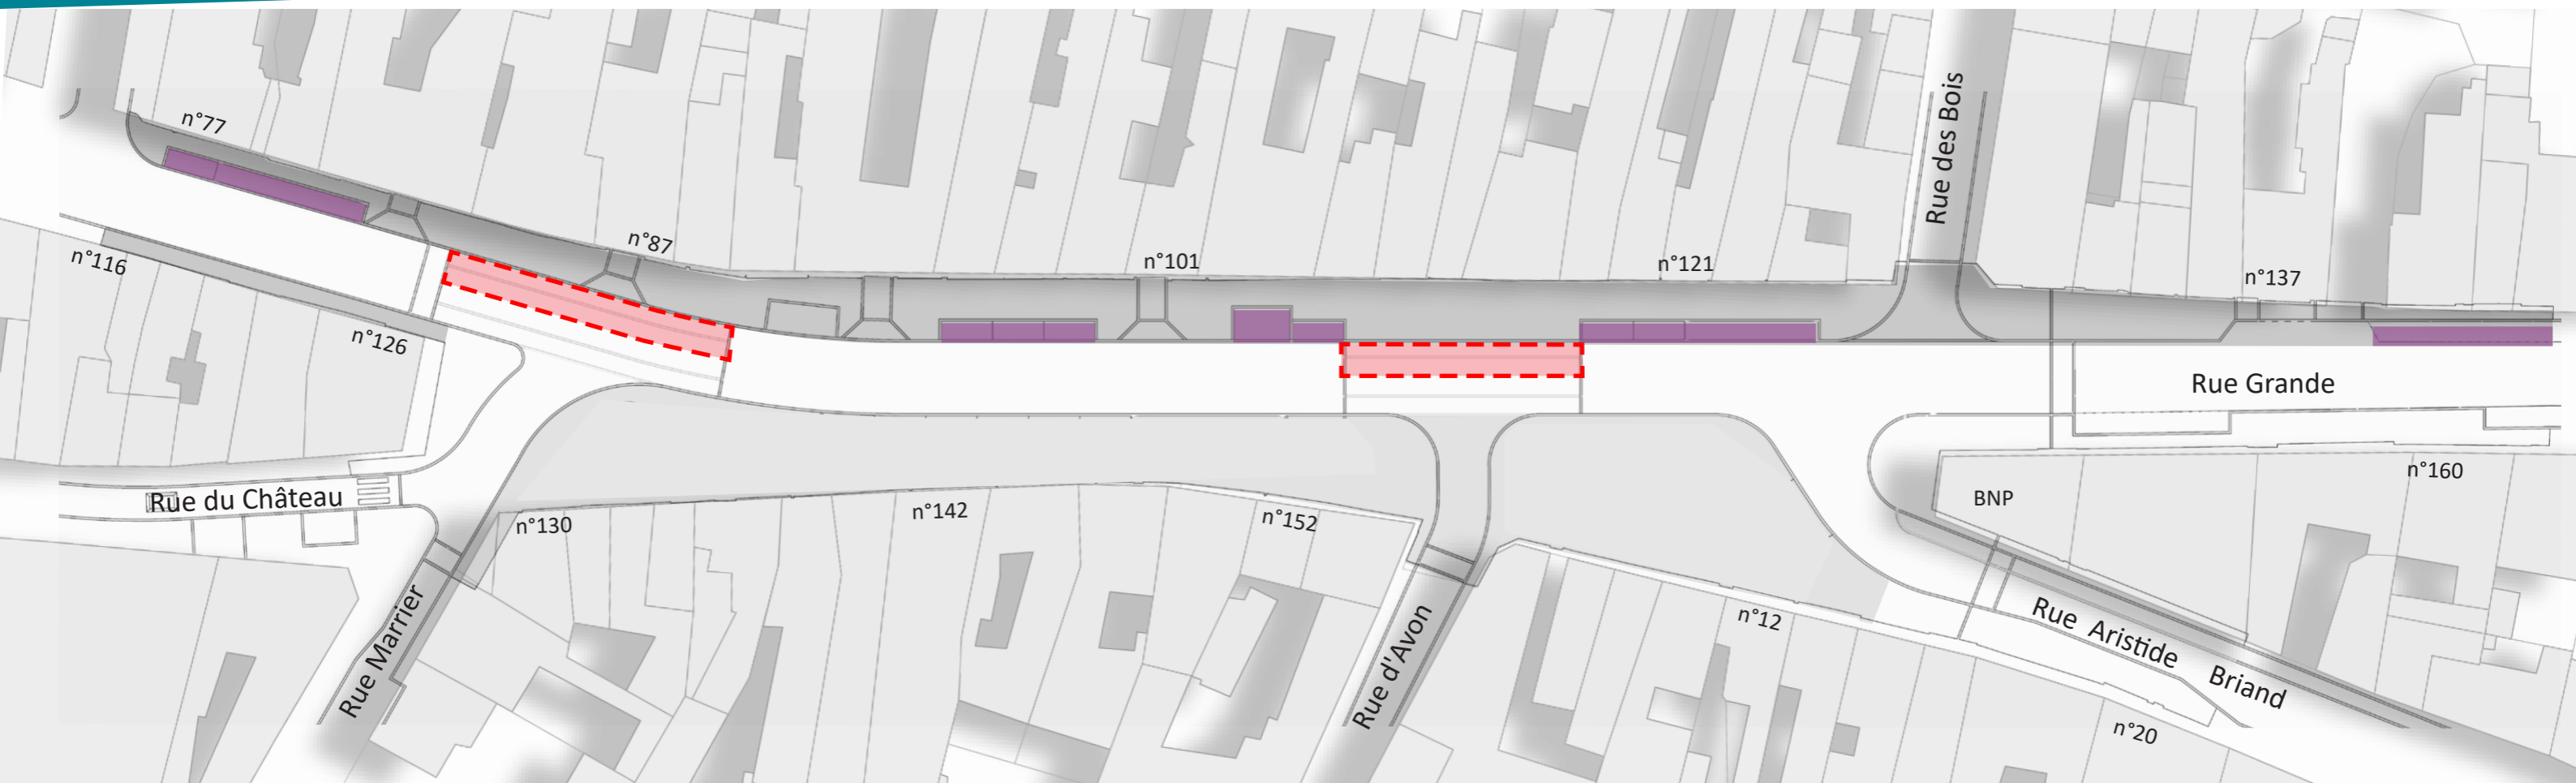 n°77
Rue des Bois
n°87
n°116
n°101
n°121
n°137
n°126
Rue Grande
n°160
BNP
Rue du Château
n°130
n°142
n°152
n°12
Rue Marrier
Rue d'Avon
Rue Aristide Briand
n°20